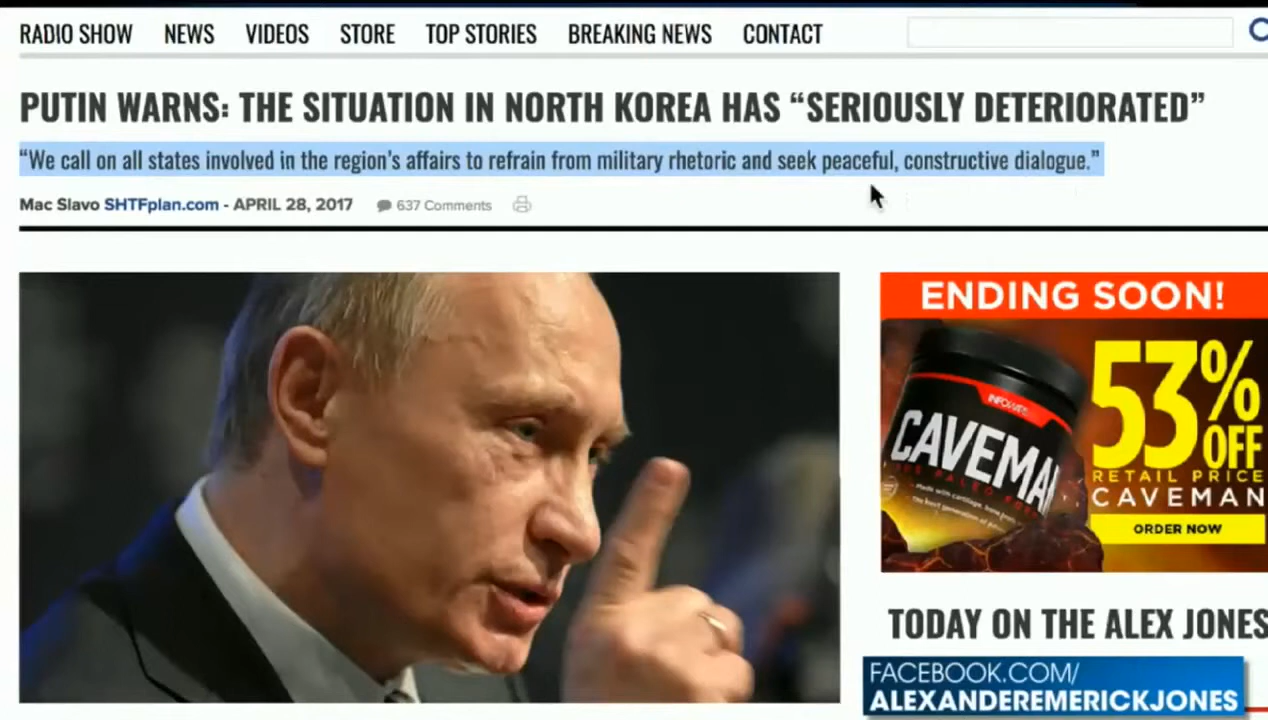 RADIO SHOW NEWS VIDEOS STORE TOP STORIES BREAKING NEWS CONTACT
PUTIN WARNS: THE SITUATION IN NORTH KOREA HAS “SERIOUSLY DETERIORATED”
“We call on all states involved in the region’s affairs to refrain from military rhetoric and seek peaceful, constructive dialogue.”
Mac Slavo SHTFplan.com - APRIL 28, 2017 637 Comments
ENDING SOON!
INFOWARS
CAVEMA
53%
OFF
RETAIL PRICE
CAVEMAN
ORDER NOW
TODAY ON THE ALEX JONES
FACEBOOK.COM/
ALEXANDEREMERICKJONES